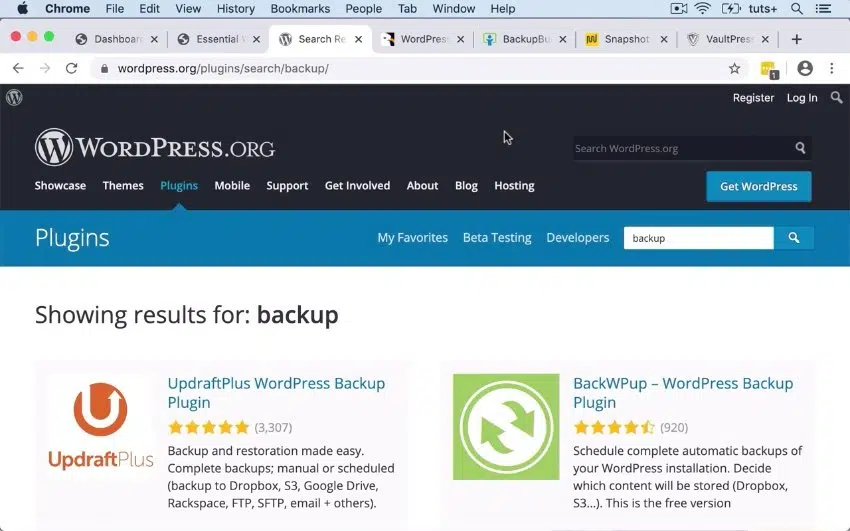 Chrome File Edit View History Bookmarks People Tab Window Help tuts+
Dashboar Essential W Search Re WordPress BackupBu Snapshot VaultPress
wordpress.org/plugins/search/backup/ 1
Register Log In
WORDPRESS.ORG Search WordPress.org
Showcase Themes Plugins Mobile Support Get Involved About Blog Hosting Get WordPress
Plugins My Favorites Beta Testing Developers backup
Showing results for: backup
UpdraftPlus
UpdraftPlus WordPress Backup
Plugin
(3,307)
Backup and restoration made easy.
Complete backups; manual or scheduled
(backup to Dropbox, S3, Google Drive,
Rackspace, FTP, SFTP, email + others).
BackWPup – WordPress Backup
Plugin
(920)
Schedule complete automatic backups of
your WordPress installation. Decide
which content will be stored (Dropbox,
S3…). This is the free version